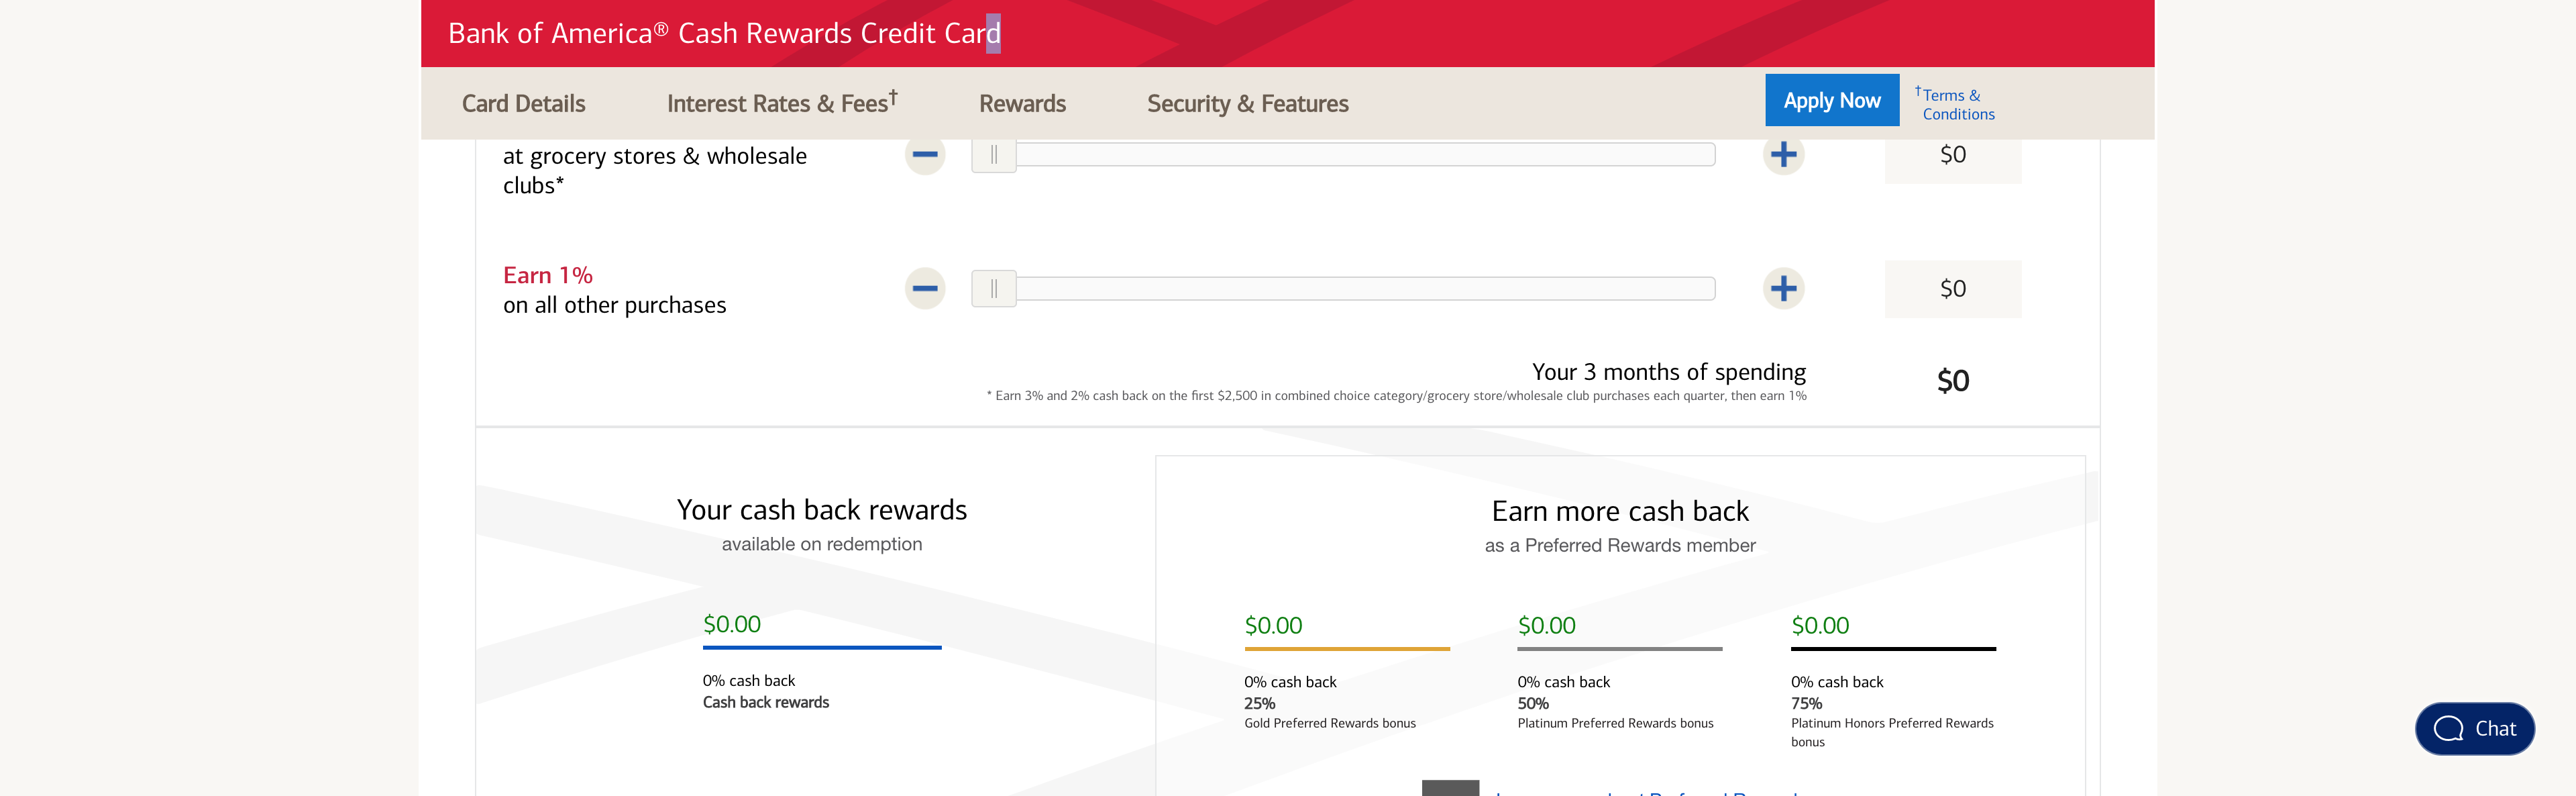 Bank of America® Cash Rewards Credit Card
Card Details
Interest Rates & Fees†
Rewards
Security & Features
Apply Now
†Terms &
Conditions
at grocery stores & wholesale
clubs*
$0
Earn 1%
on all other purchases
$0
Your 3 months of spending
$0
* Earn 3% and 2% cash back on the first $2,500 in combined choice category/grocery store/wholesale club purchases each quarter, then earn 1%
Your cash back rewards
available on redemption
$0.00
0% cash back
Cash back rewards
Earn more cash back
as a Preferred Rewards member
$0.00
0% cash back
25%
Gold Preferred Rewards bonus
$0.00
0% cash back
50%
Platinum Preferred Rewards bonus
$0.00
0% cash back
75%
Platinum Honors Preferred Rewards
bonus
Chat